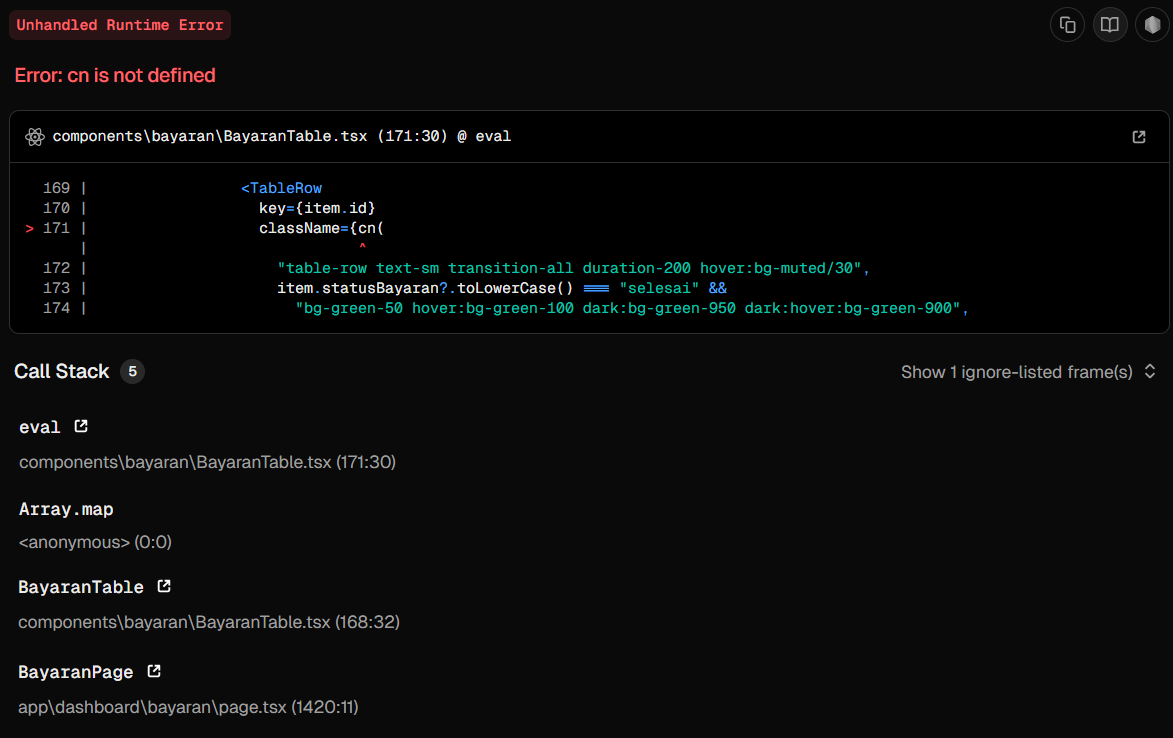 Unhandled Runtime Error
Error: cn is not defined
components\bayaran\BayaranTable.tsx (171:30) @ eval
169 | <TableRow
170 | key={item.id}
> 171 | className={cn(
| ^
172 | "table-row text-sm transition-all duration-200 hover:bg-muted/30",
173 | item.statusBayaran?.toLowerCase() === "selesai" &&
174 | "bg-green-50 hover:bg-green-100 dark:bg-green-950 dark:hover:bg-green-900",
Call Stack 5
Show 1 ignore-listed frame(s)
eval
components\bayaran\BayaranTable.tsx (171:30)
Array.map
<anonymous> (0:0)
BayaranTable
components\bayaran\BayaranTable.tsx (168:32)
BayaranPage
app\dashboard\bayaran\page.tsx (1420:11)